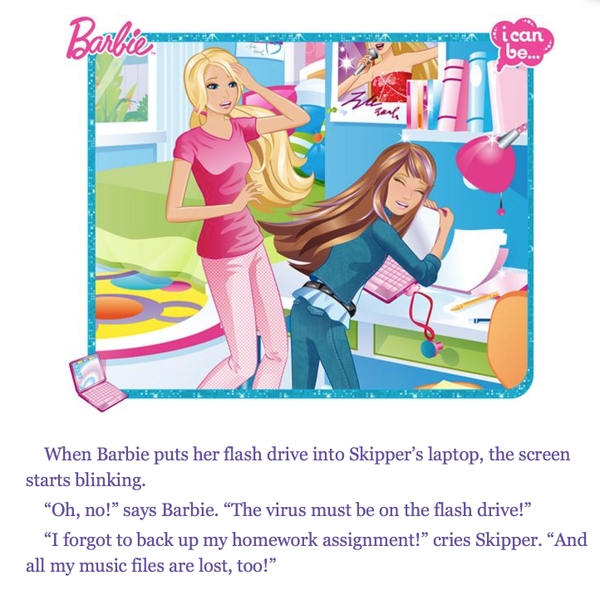 Barbie
i can
be...
When Barbie puts her flash drive into Skipper’s laptop, the screen
starts blinking.
“Oh, no!” says Barbie. “The virus must be on the flash drive!”
“I forgot to back up my homework assignment!” cries Skipper. “And
all my music files are lost, too!”